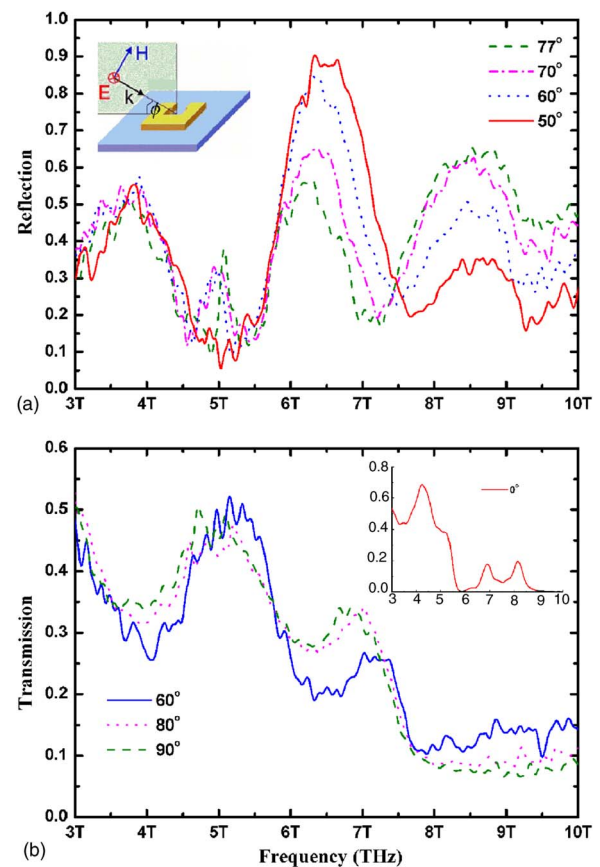 1.0
0.9
0.8
0.7
0.6
0.5
0.4
0.3
0.2
0.1
0.0
Reflection
H
E
k
ϕ
77°
70°
60°
50°
3T 4T 5T 6T 7T 8T 9T 10T
(a)
0.6
0.5
0.4
0.3
0.2
0.1
0.0
Transmission
0.8
0.6
0.4
0.2
0.0
0°
3 4 5 6 7 8 9 10
60°
80°
90°
3T 4T 5T 6T 7T 8T 9T 10T
(b)
Frequency (THz)